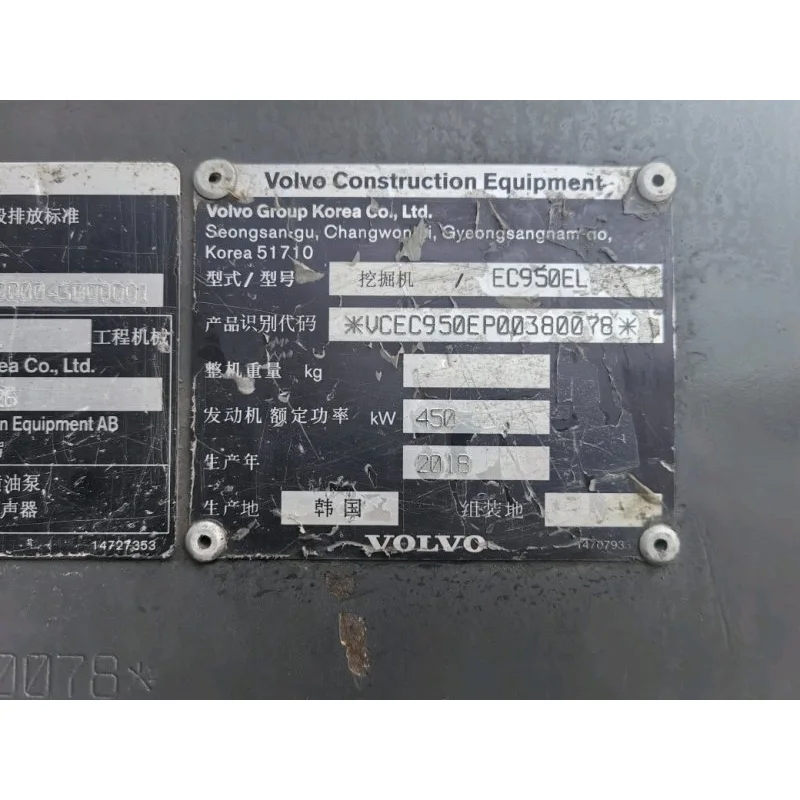 段排放标准
工程机械
ea Co., Ltd.
n Equipment AB
油泵
声器
14727353
Volvo Construction Equipment
Volvo Group Korea Co., Ltd.
Seongsan-gu, Changwon-si, Gyeongsangnam-do,
Korea 51710
型式/型号 挖掘机 / EC950EL
产品识别代码 *VCEC950EP00380078*
整机重量 kg
发动机 额定功率 kW 450
生产年 2018
生产地 韩国 组装地
VOLVO
0078*